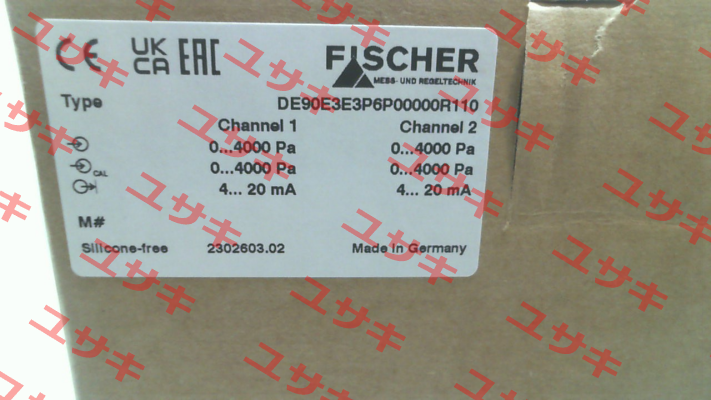 CE UK CA EAC
FISCHER
MESS- UND REGELTECHNIK
Type DE90E3E3P6P00000R110
Channel 1 Channel 2
0...4000 Pa 0...4000 Pa
CAL 0...4000 Pa 0...4000 Pa
4... 20 mA 4... 20 mA
M#
Silicone-free 2302603.02 Made in Germany
ユサキ